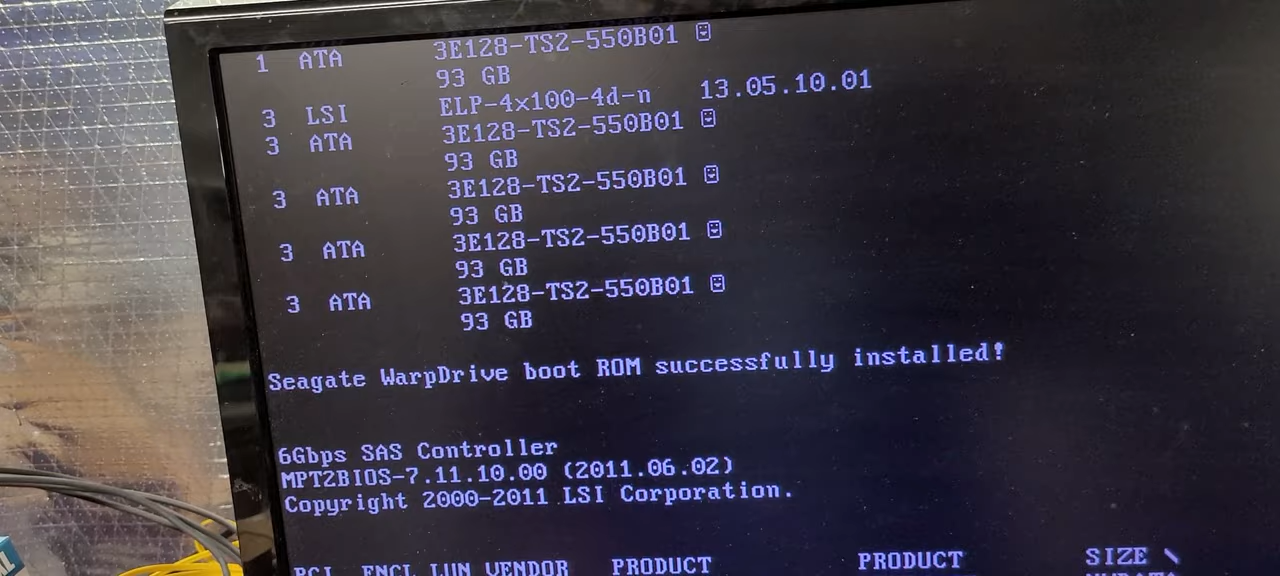 1 ATA 3E128-TS2-550B01
93 GB
3 LSI ELP-4x100-4d-n 13.05.10.01
3 ATA 3E128-TS2-550B01
93 GB
3 ATA 3E128-TS2-550B01
93 GB
3 ATA 3E128-TS2-550B01
93 GB
3 ATA 3E128-TS2-550B01
93 GB
Seagate WarpDrive boot ROM successfully installed!
6Gbps SAS Controller
MPT2BIOS-7.11.10.00 (2011.06.02)
Copyright 2000-2011 LSI Corporation.
PCI ENCL LUN VENDOR PRODUCT PRODUCT SIZE \